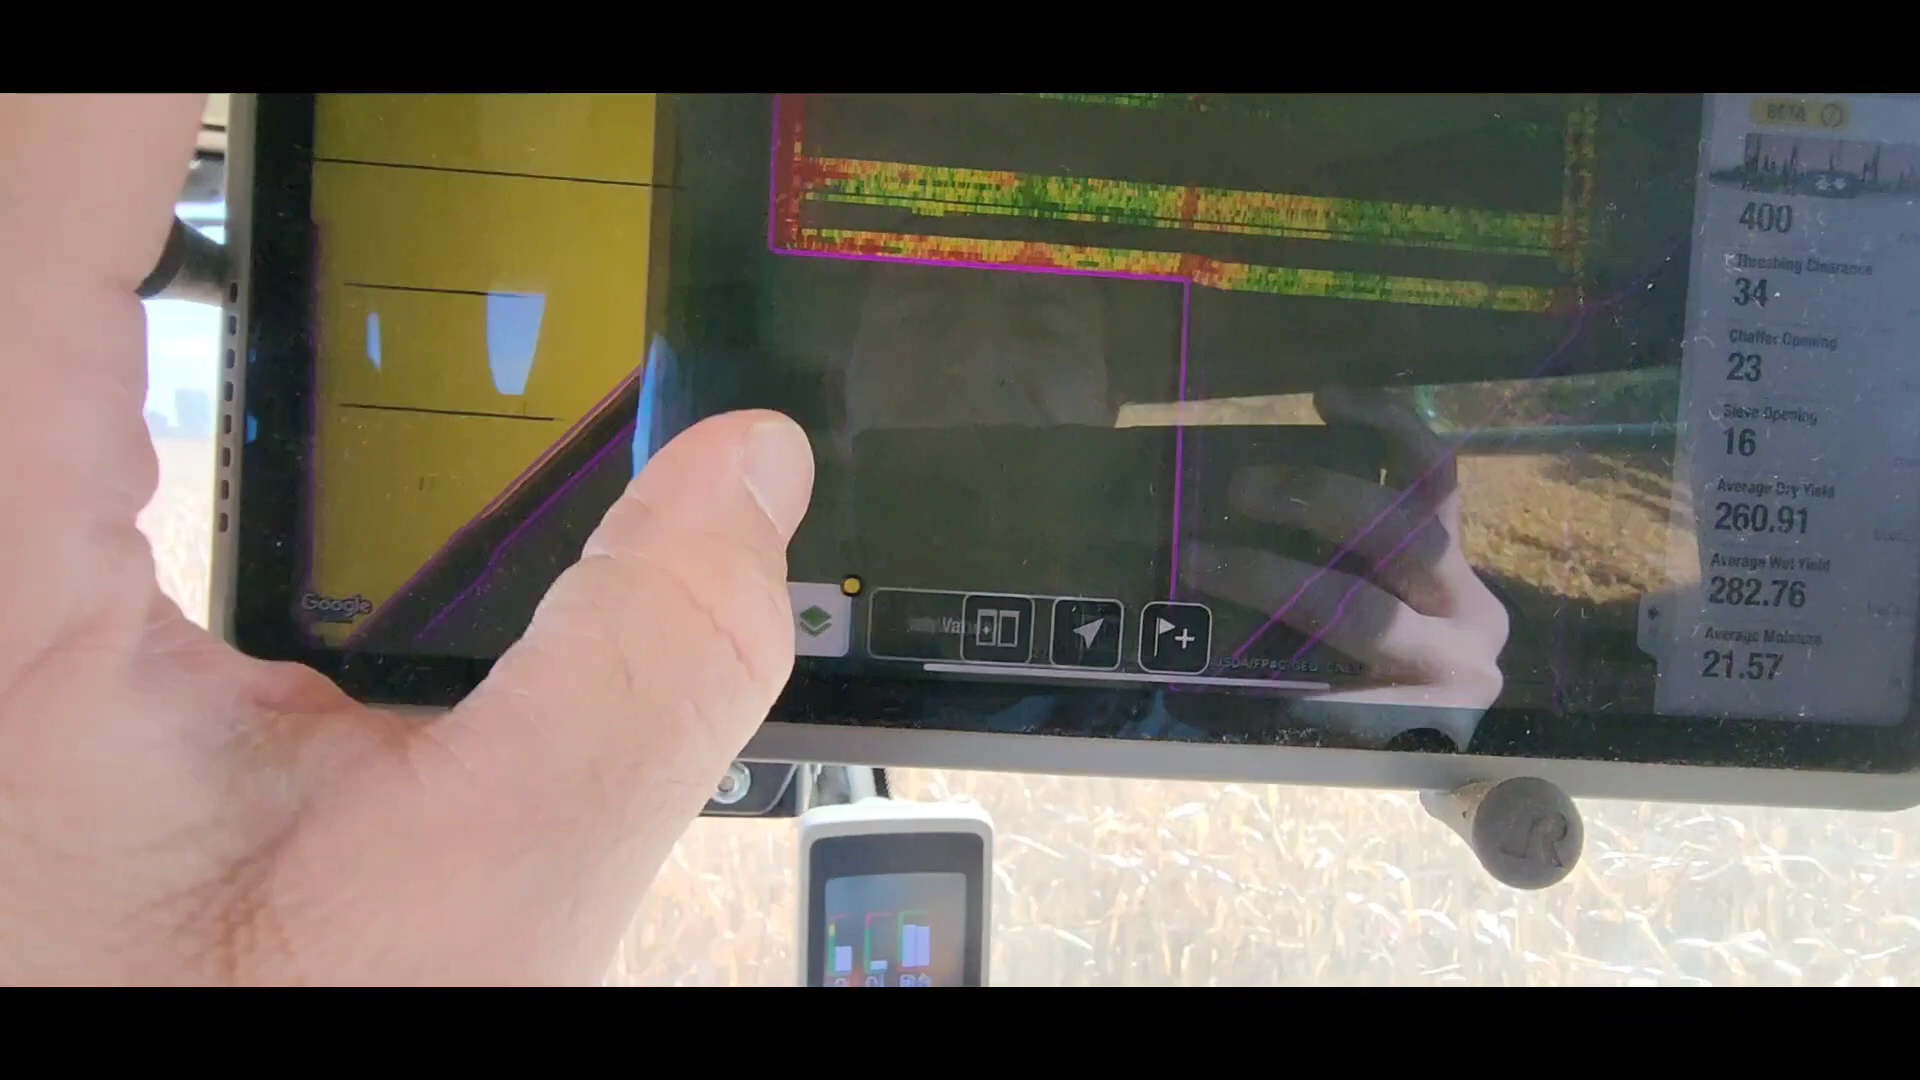 BETA ?
400
Threshing Clearance
34
Chaffer Opening
23
Sieve Opening
16
Average Dry Yield
260.91
Average Wet Yield
282.76
Average Moisture
21.57
Google